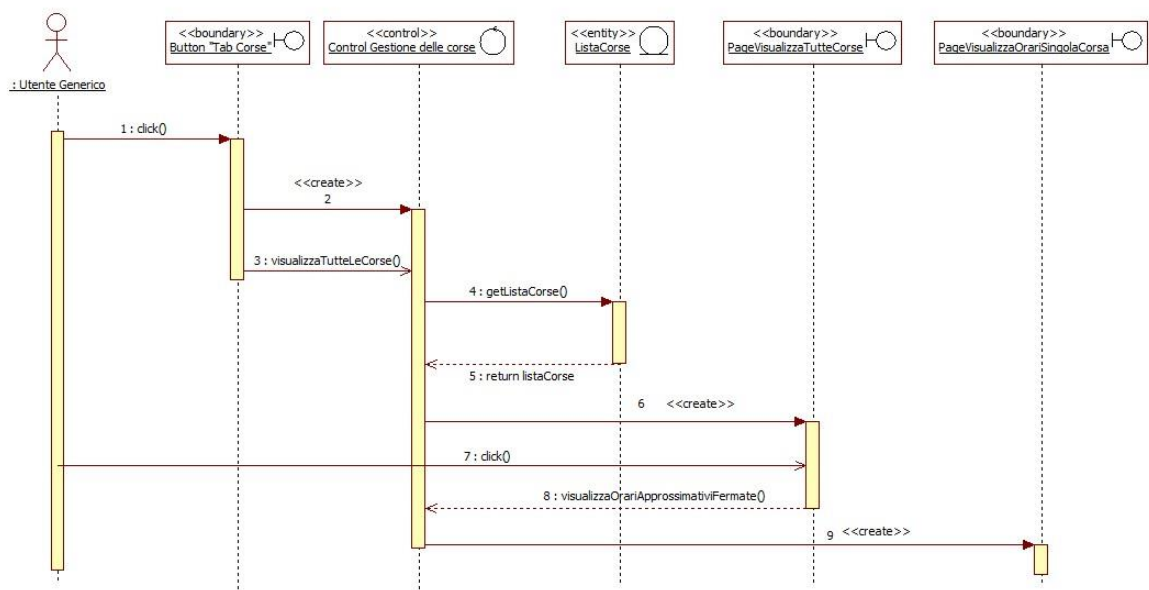 <<boundary>>
Button "Tab Corse"
<<control>>
Control Gestione delle corse
<<entity>>
ListaCorse
<<boundary>>
PageVisualizzaTutteCorse
<<boundary>>
PageVisualizzaOrariSingolaCorsa
: Utente Generico
1 : click()
<<create>>
2
3 : visualizzaTutteLeCorse()
4 : getListaCorse()
5 : return listaCorse
6 <<create>>
7 : click()
8 : visualizzaOrariApprossimativiFermate()
9 <<create>>